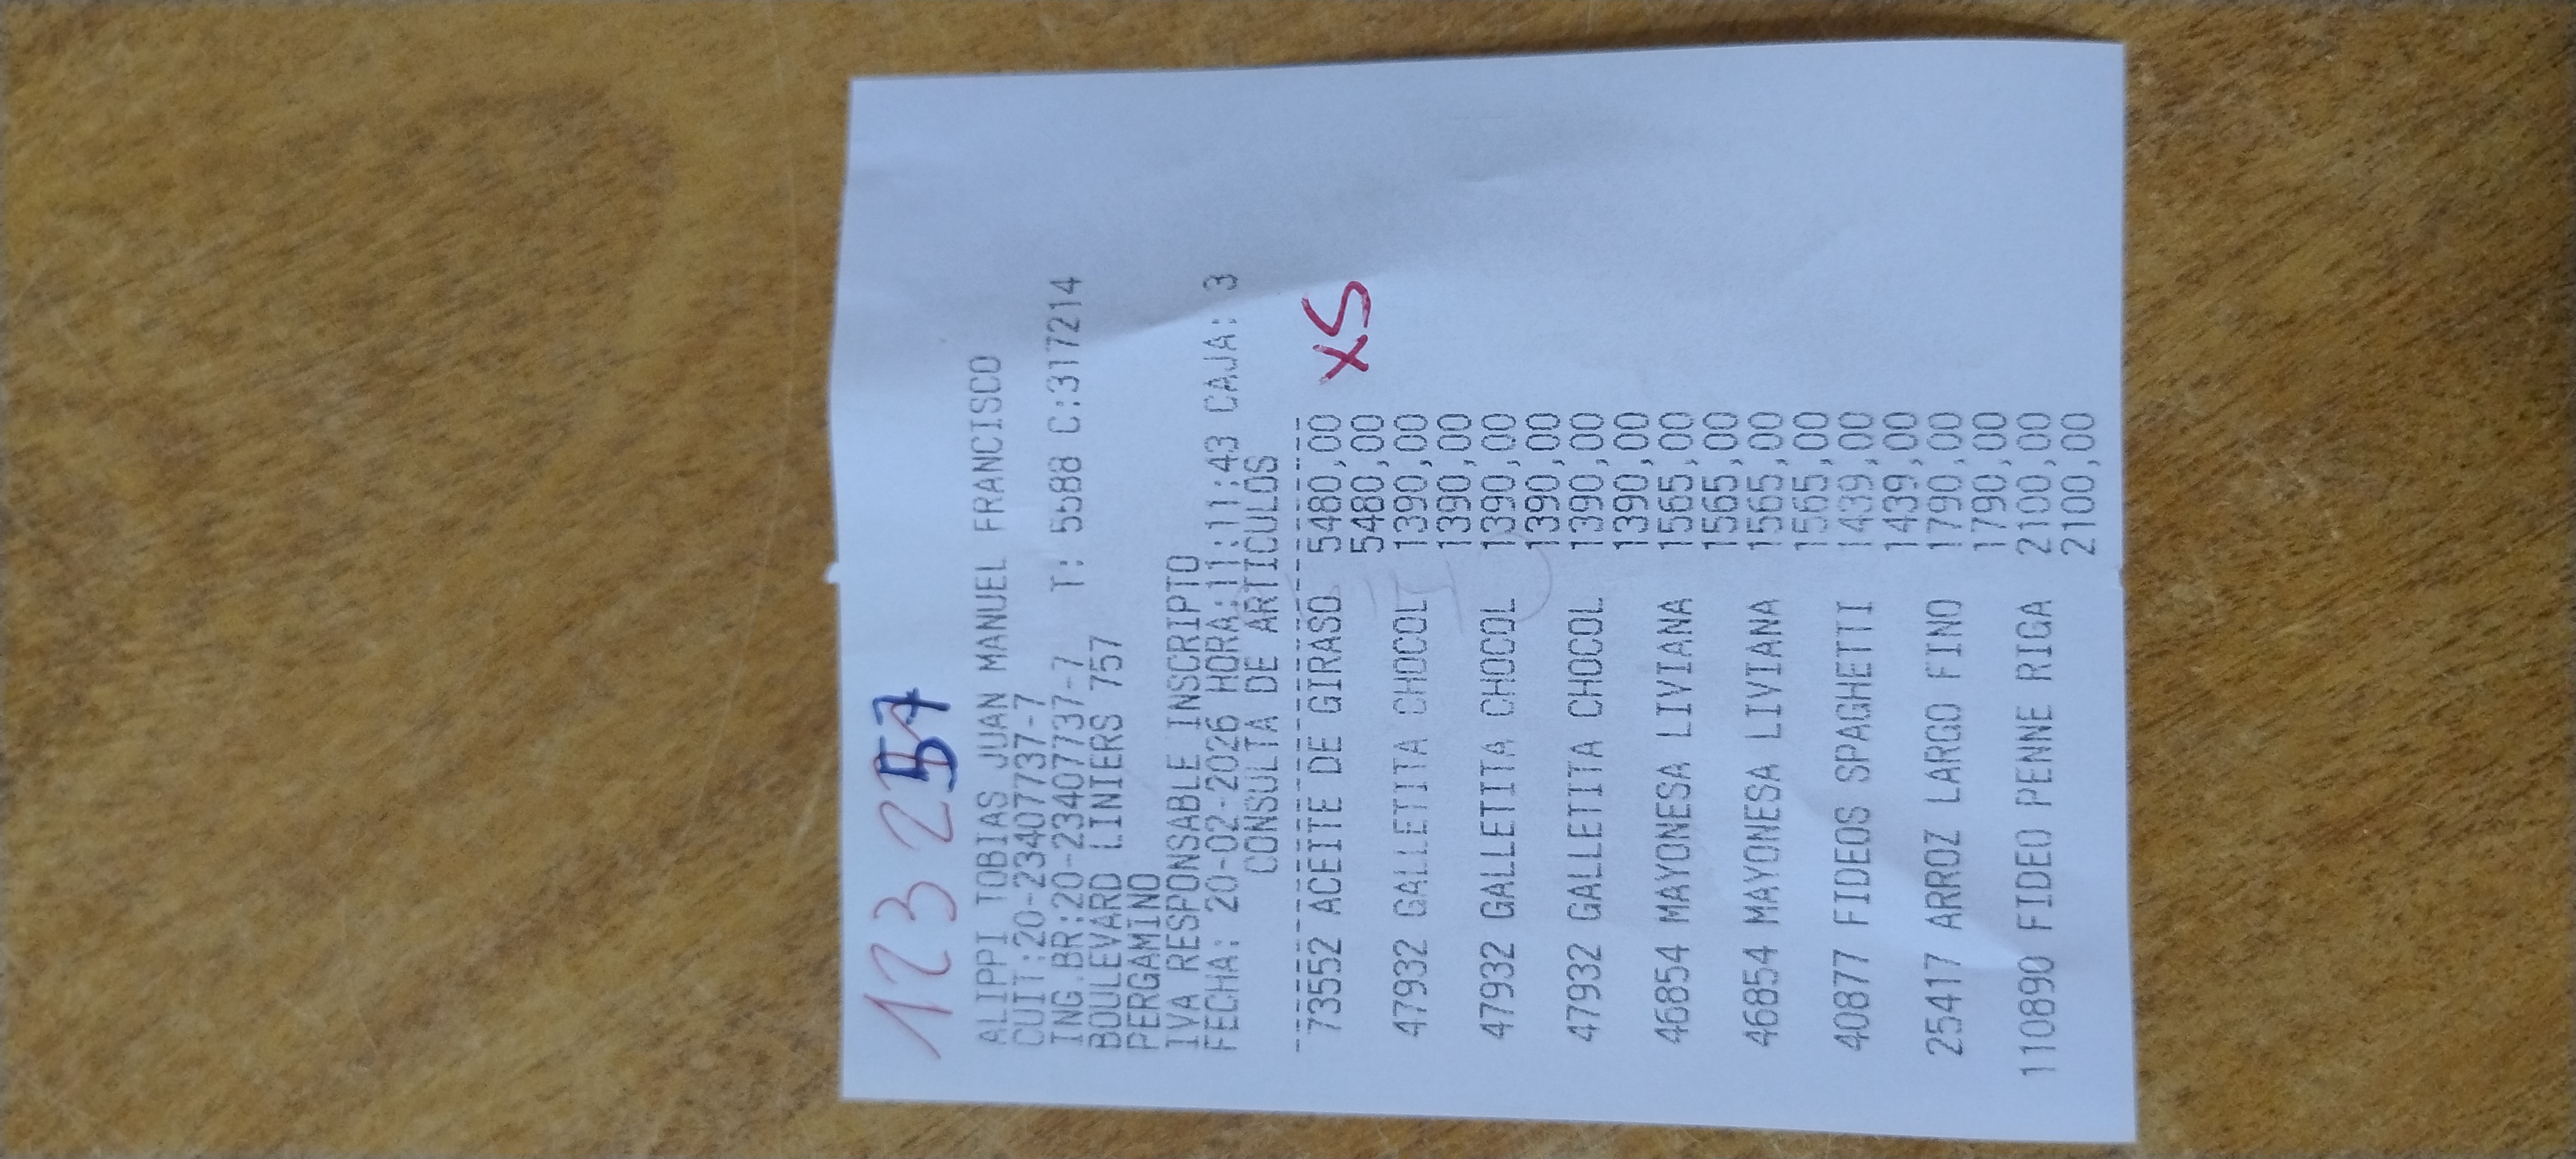 123 257
ALIPPI TOBIAS JUAN MANUEL FRANCISCO
CUIT:20-23407737-7
ING.BR:20-23407737-7 T: 5588 C:317214
BOULEVARD LINIERS 757
PERGAMINO
IVA RESPONSABLE INSCRIPTO
FECHA: 20-02-2026 HORA:11:11:43 CAJA: 3
CONSULTA DE ARTICULOS
73552 ACEITE DE GIRASO 5480,00 XS
5480,00
47932 GALLETITA CHOCOL 1390,00
1390,00
47932 GALLETITA CHOCOL 1390,00
1390,00
47932 GALLETITA CHOCOL 1390,00
1390,00
46854 MAYONESA LIVIANA 1565,00
1565,00
46854 MAYONESA LIVIANA 1565,00
1565,00
40877 FIDEOS SPAGHETTI 1439,00
1439,00
25417 ARROZ LARGO FINO 1790,00
1790,00
110890 FIDEO PENNE RIGA 2100,00
2100,00